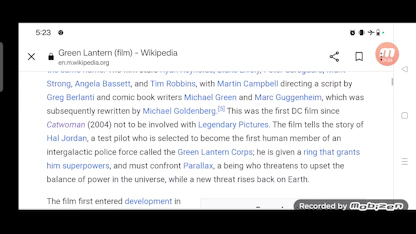 5:23
Green Lantern (film) - Wikipedia
en.m.wikipedia.org
Strong, Angela Bassett, and Tim Robbins, with Martin Campbell directing a script by
Greg Berlanti and comic book writers Michael Green and Marc Guggenheim, which was
subsequently rewritten by Michael Goldenberg.[5] This was the first DC film since
Catwoman (2004) not to be involved with Legendary Pictures. The film tells the story of
Hal Jordan, a test pilot who is selected to become the first human member of an
intergalactic police force called the Green Lantern Corps; he is given a ring that grants
him superpowers, and must confront Parallax, a being who threatens to upset the
balance of power in the universe, while a new threat rises back on Earth.
The film first entered development in
Recorded by MOBIZEN